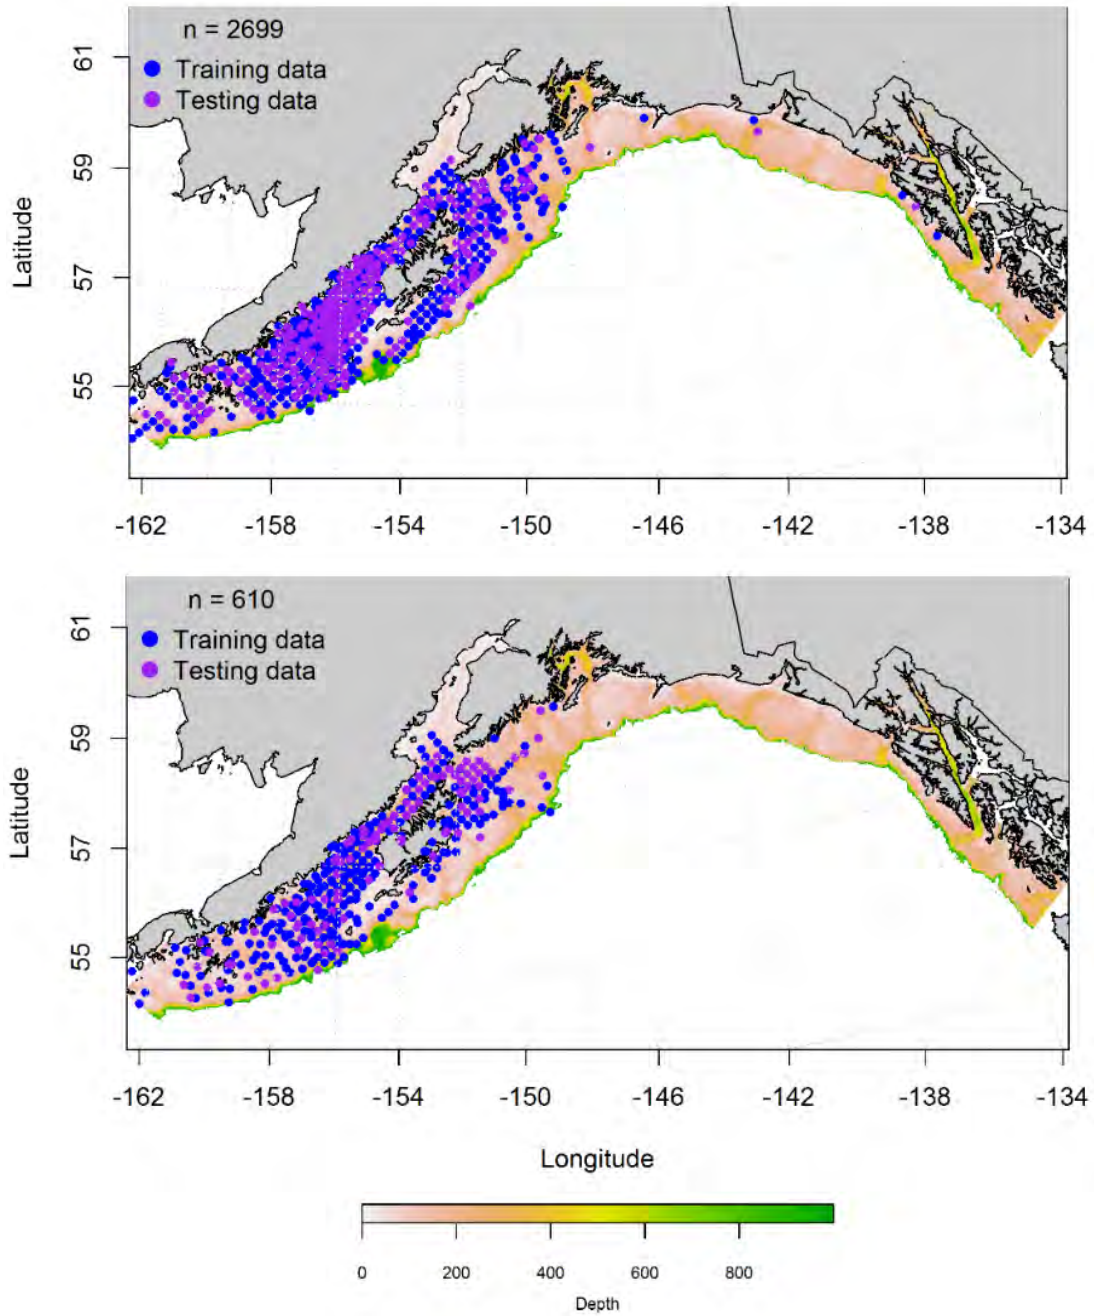 n = 2699
Training data
Testing data
61
59
57
55
Latitude
-162 -158 -154 -150 -146 -142 -138 -134
n = 610
Training data
Testing data
61
59
57
55
Latitude
-162 -158 -154 -150 -146 -142 -138 -134
Longitude
0 200 400 600 800
Depth